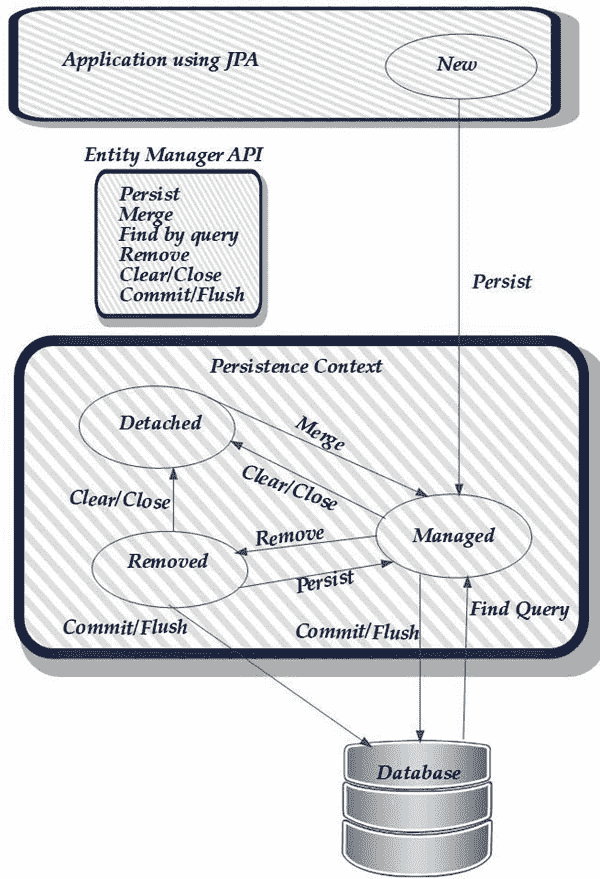 Application using JPA
New
Entity Manager API
Persist
Merge
Find by query
Remove
Clear/Close
Commit/Flush
Persist
Persistence Context
Detached
Merge
Clear/Close
Clear/Close
Remove
Managed
Removed
Persist
Commit/Flush
Commit/Flush
Find Query
Database